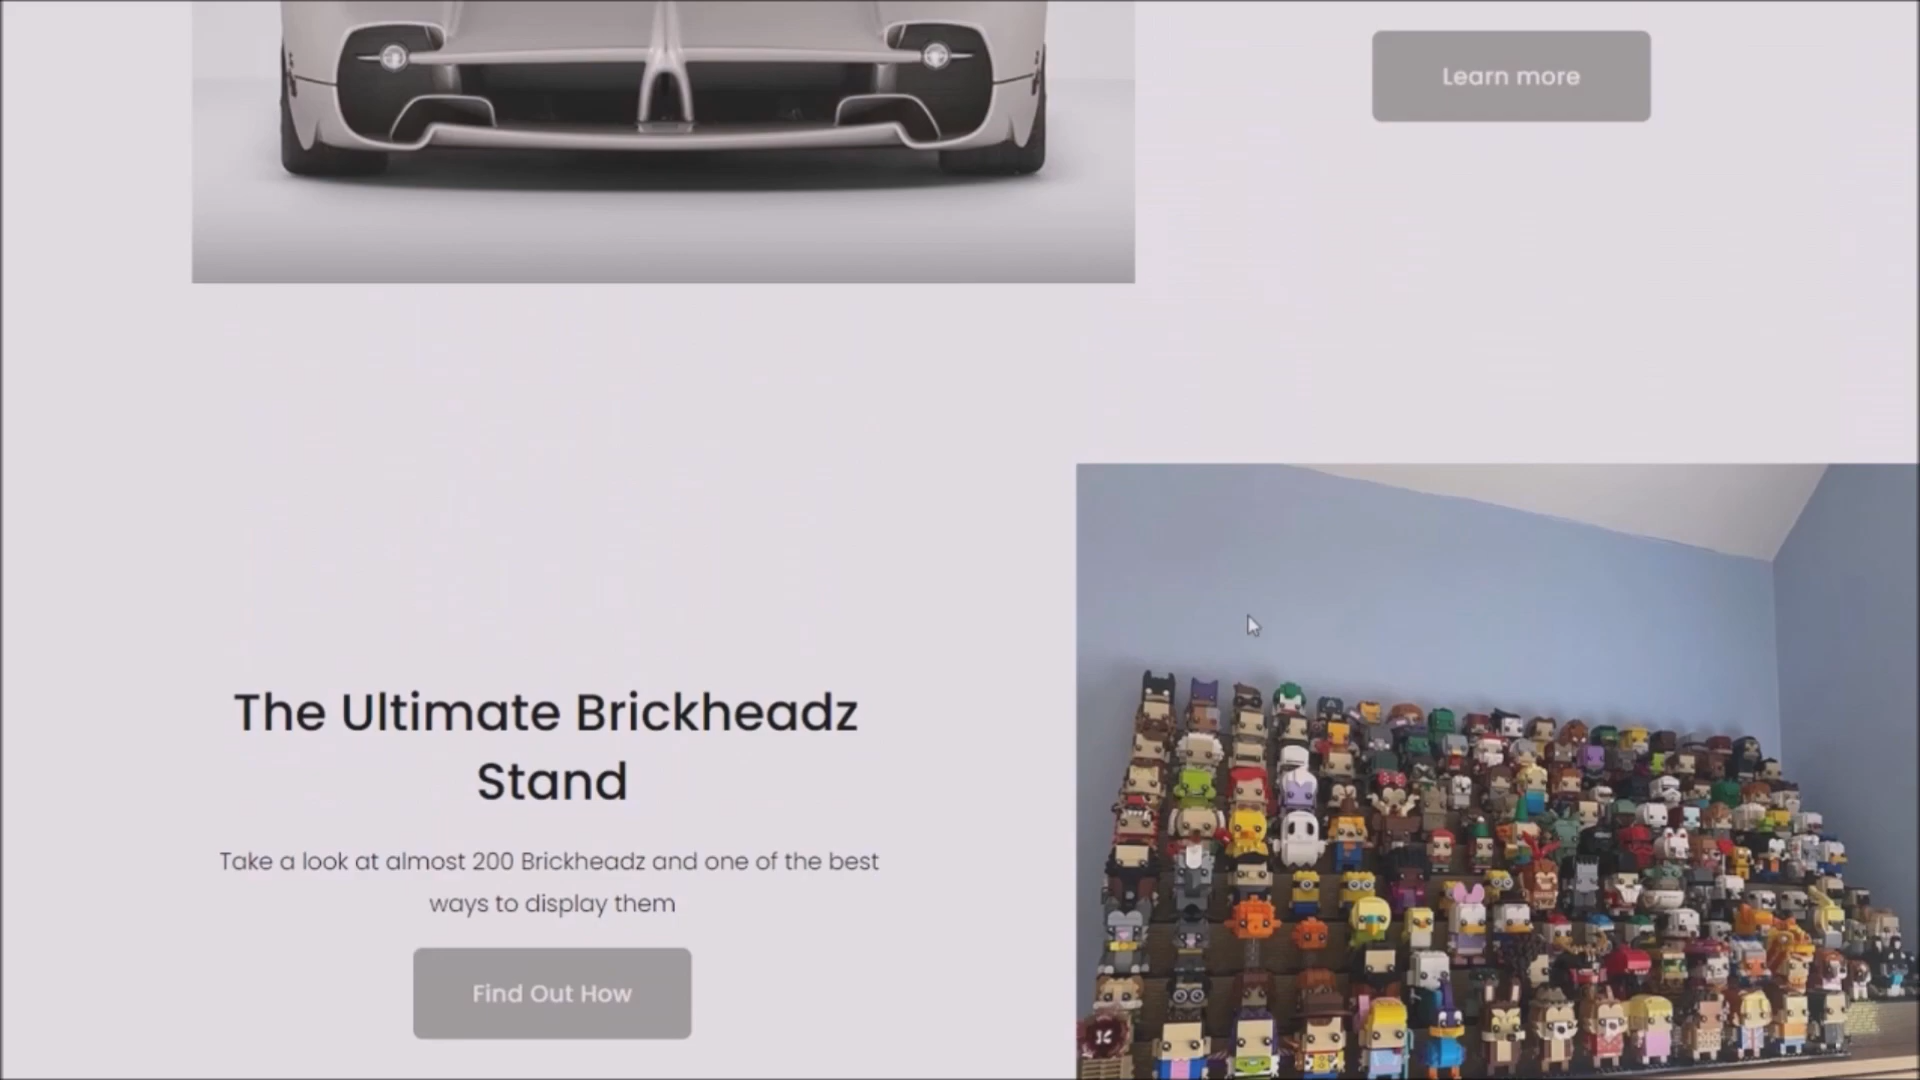 Learn more
The Ultimate Brickheadz
Stand
Take a look at almost 200 Brickheadz and one of the best
ways to display them
Find Out How